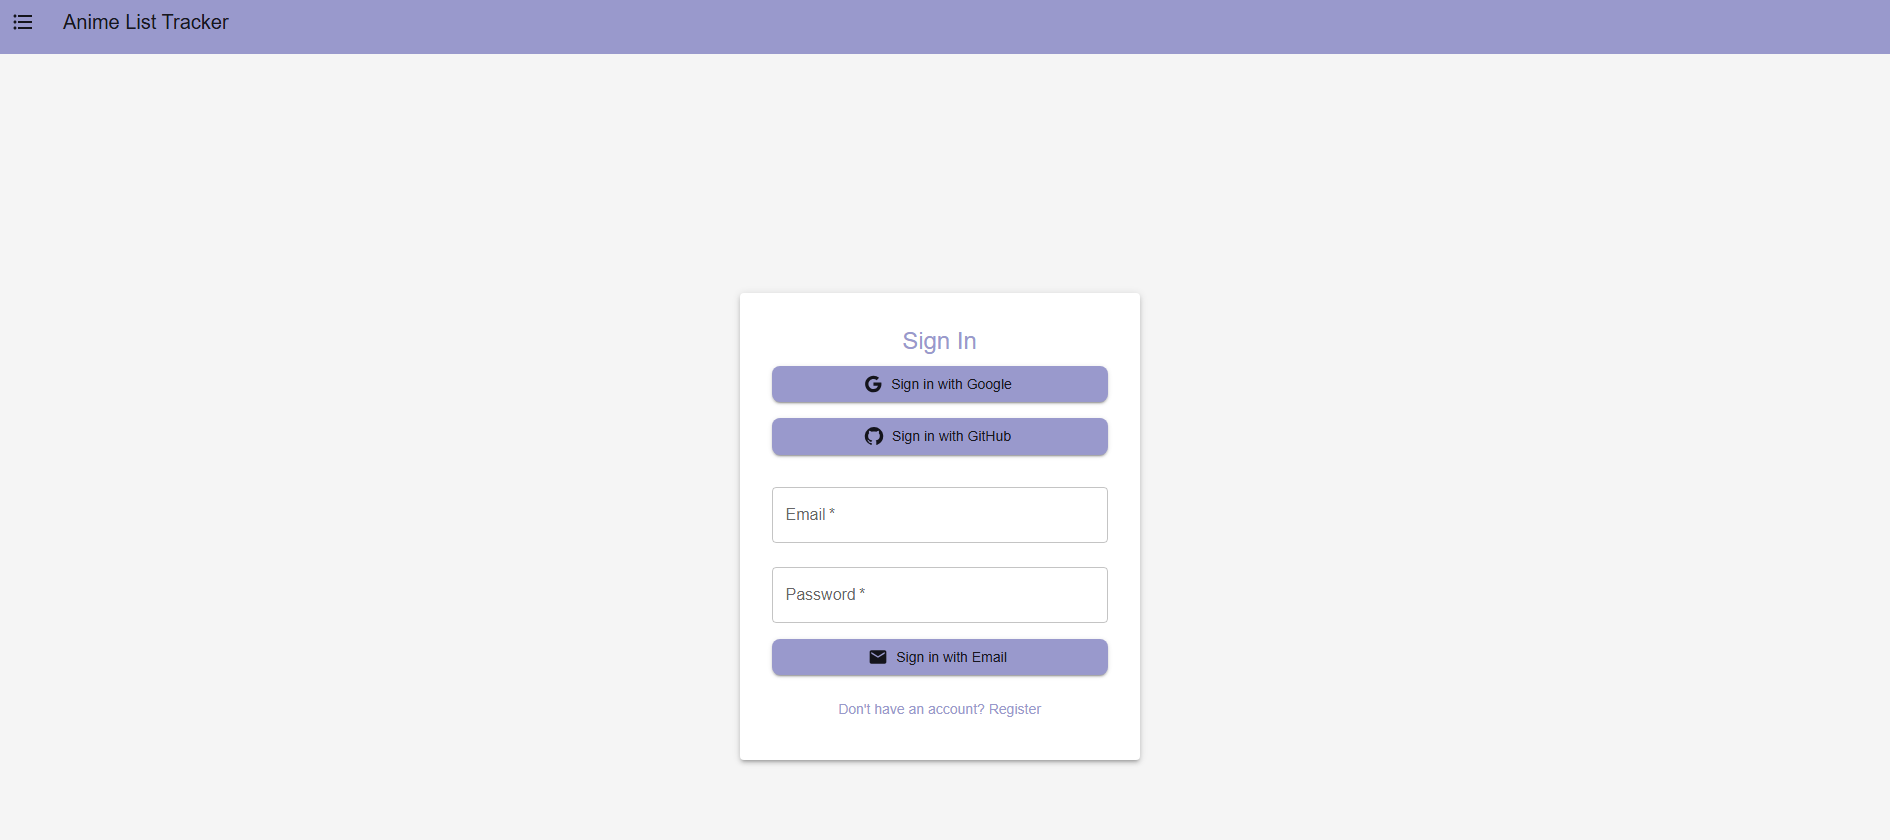 Anime List Tracker
Sign In
Sign in with Google
Sign in with GitHub
Email *
Password *
Sign in with Email
Don't have an account? Register